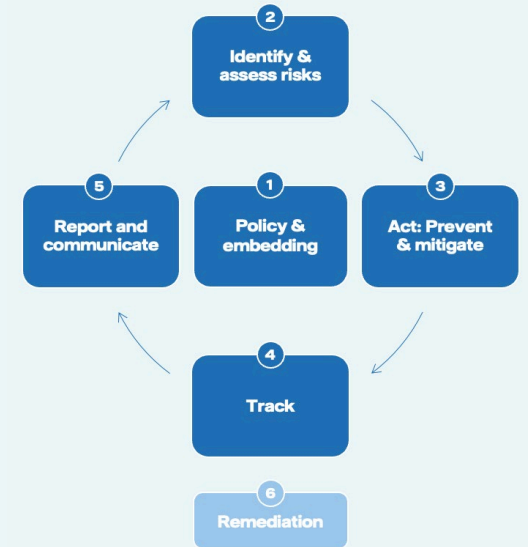 2
Identify &
assess risks
5
Report and
communicate
1
Policy &
embedding
3
Act: Prevent
& mitigate
4
Track
6
Remediation